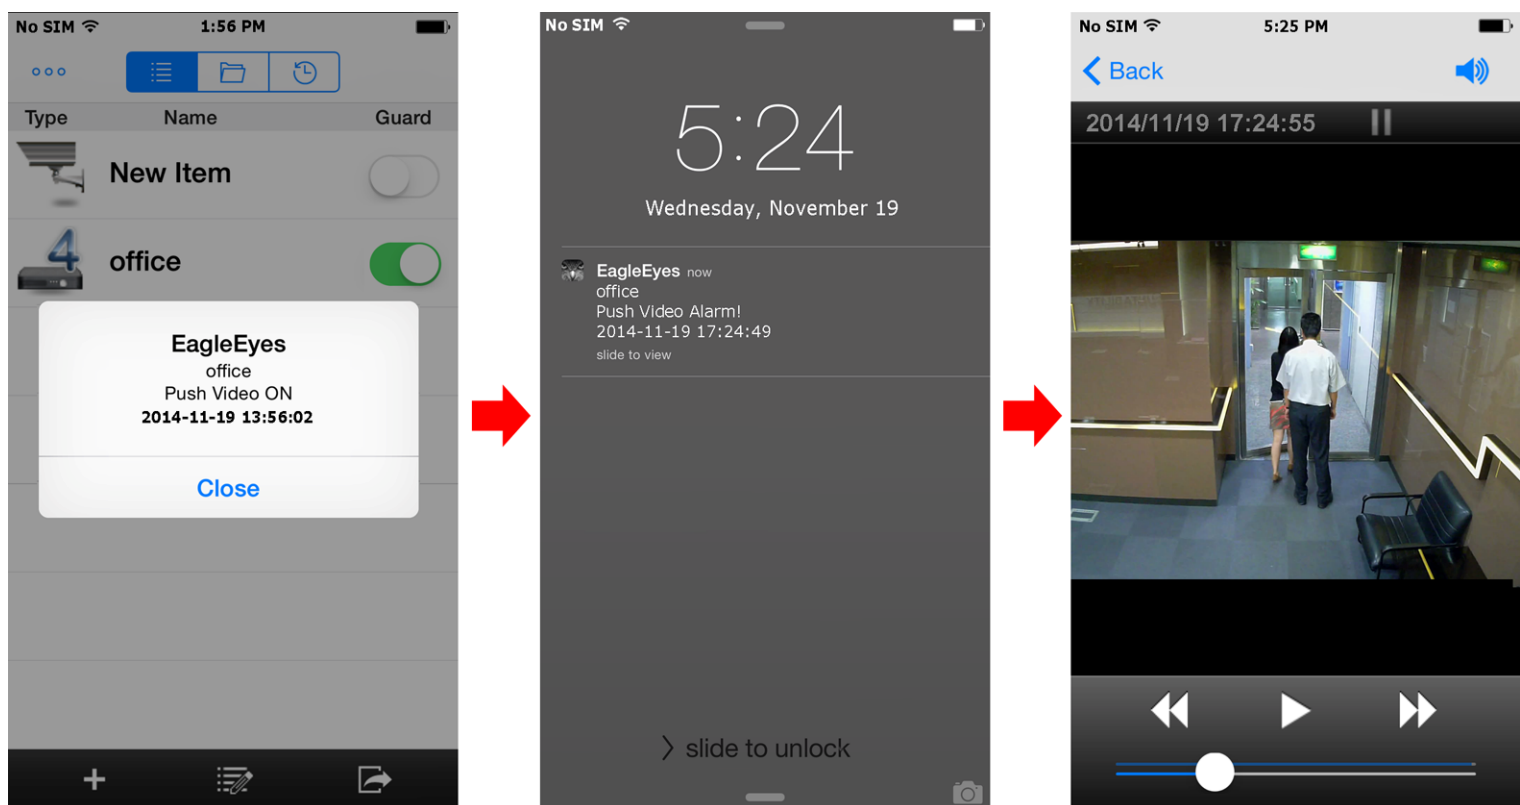 No SIM 1:56 PM
Type Name Guard
New Item
4
office
EagleEyes
office
Push Video ON
2014-11-19 13:56:02
Close
No SIM
5:24
Wednesday, November 19
EagleEyes now
office
Push Video Alarm!
2014-11-19 17:24:49
slide to view
slide to unlock
No SIM 5:25 PM
Back
2014/11/19 17:24:55